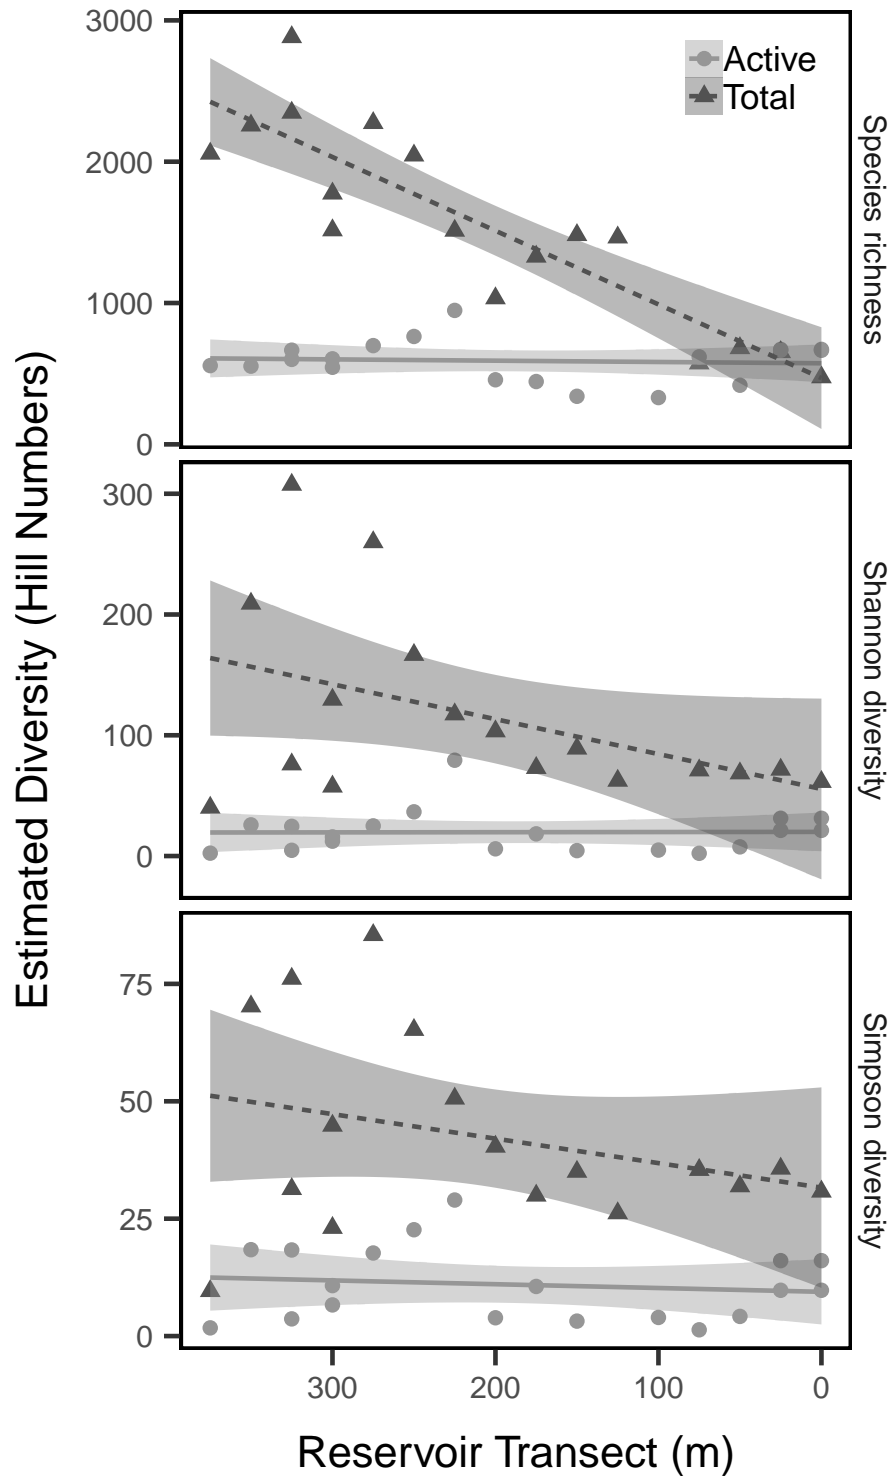 3000
2000
1000
0
Active
Total
Species richness
300
200
100
0
Shannon diversity
75
50
25
0
Simpson diversity
Estimated Diversity (Hill Numbers)
300
200
100
0
Reservoir Transect (m)